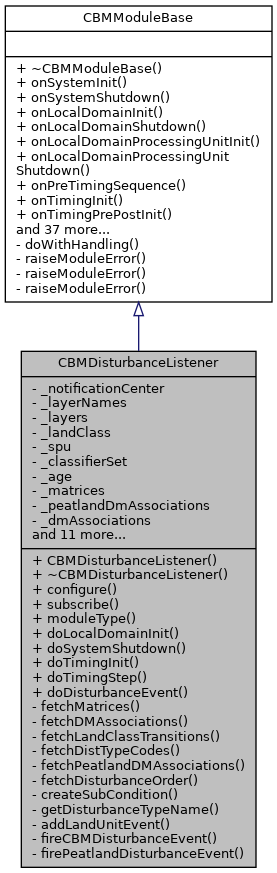 CBMModuleBase
+ ~CBMModuleBase()
+ onSystemInit()
+ onSystemShutdown()
+ onLocalDomainInit()
+ onLocalDomainShutdown()
+ onLocalDomainProcessingUnitInit()
+ onLocalDomainProcessingUnit
Shutdown()
+ onPreTimingSequence()
+ onTimingInit()
+ onTimingPrePostInit()
and 37 more...
- doWithHandling()
- raiseModuleError()
- raiseModuleError()
- raiseModuleError()
CBMDisturbanceListener
- _notificationCenter
- _layerNames
- _layers
- _landClass
- _spu
- _classifierSet
- _age
- _matrices
- _peatlandDmAssociations
- _dmAssociations
and 11 more...
+ CBMDisturbanceListener()
+ ~CBMDisturbanceListener()
+ configure()
+ subscribe()
+ moduleType()
+ doLocalDomainInit()
+ doSystemShutdown()
+ doTimingInit()
+ doTimingStep()
+ doDisturbanceEvent()
- fetchMatrices()
- fetchDMAssociations()
- fetchLandClassTransitions()
- fetchDistTypeCodes()
- fetchPeatlandDMAssociations()
- fetchDisturbanceOrder()
- createSubCondition()
- getDisturbanceTypeName()
- addLandUnitEvent()
- fireCBMDisturbanceEvent()
- firePeatlandDisturbanceEvent()